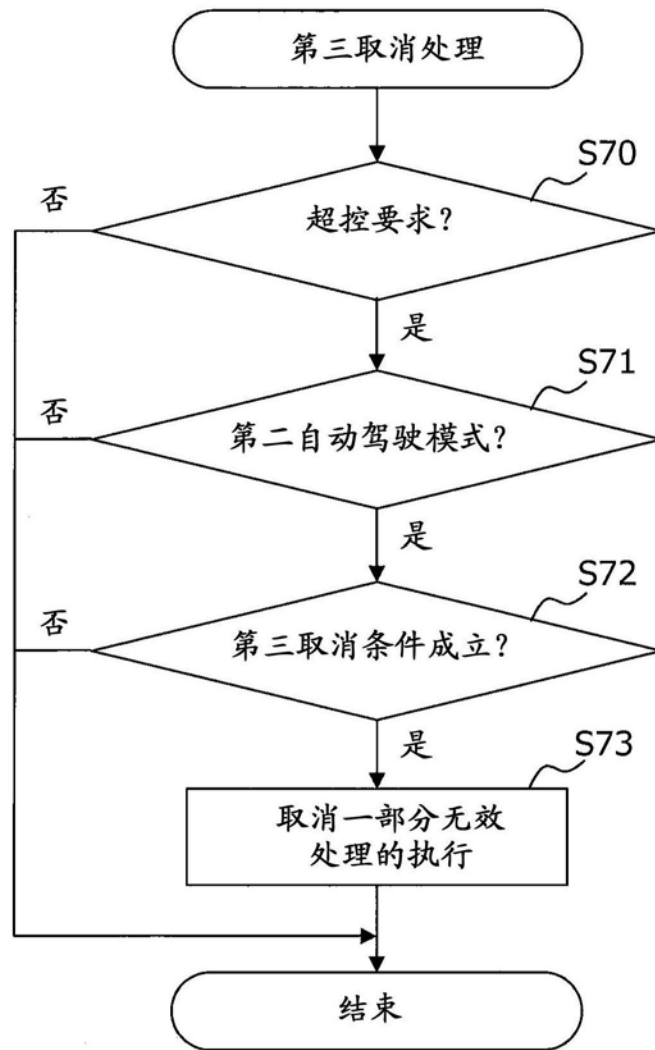 第三取消处理
S70
否
超控要求？
是
S71
否
第二自动驾驶模式？
是
S72
否
第三取消条件成立？
是
S73
取消一部分无效
处理的执行
结束